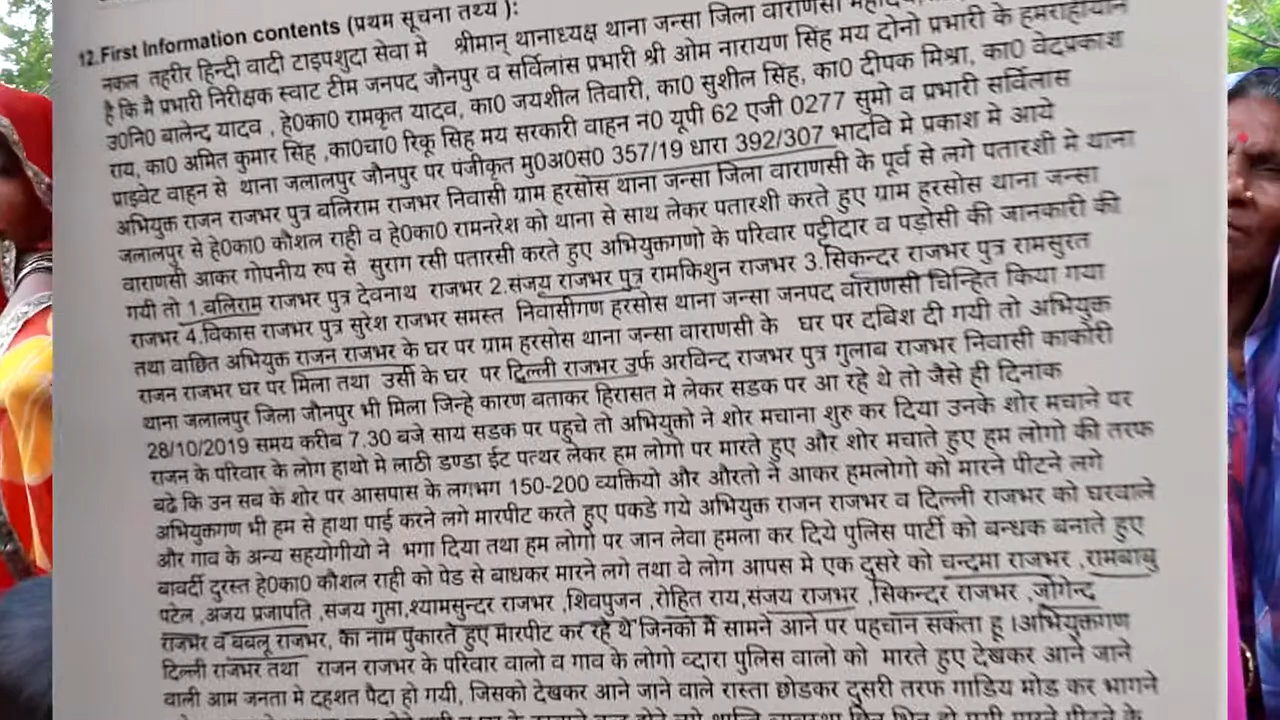 12.First Information contents (प्रथम सूचना तथ्य ):
नकल तहरीर हिन्दी वादी टाइपशुदा सेवा मे श्रीमान् थानाध्यक्ष थाना जन्सा जिला वाराणसी
है कि मै प्रभारी निरीक्षक स्वाट टीम जनपद जौनपुर व सर्विलांस प्रभारी श्री ओम नारायण सिंह मय दोनो प्रभारी के हमराहीयान
उ0नि0 बालेन्द्र यादव , हे0का0 रामकृत यादव, का0 जयशील तिवारी, का0 सुशील सिंह, का0 दीपक मिश्रा, का0 वेदप्रकाश
राय, का0 अमित कुमार सिंह ,का0चा0 रिंकू सिंह मय सरकारी वाहन न0 यूपी 62 एजी 0277 सुमो व प्रभारी सर्विलास
प्राइवेट वाहन से थाना जलालपुर जौनपुर पर पंजीकृत मु0अ0स0 357/19 धारा 392/307 भादवि मे प्रकाश मे आये
अभियुक्त राजन राजभर पुत्र बलिराम राजभर निवासी ग्राम हरसोस थाना जन्सा जिला वाराणसी के पूर्व से लगे पतारशी मे थाना
जलालपुर से हे0का0 कौशल राही व हे0का0 रामनरेश को थाना से साथ लेकर पतारशी करते हुए ग्राम हरसोस थाना जन्सा
वाराणसी आकर गोपनीय रुप से सुराग रसी पतारसी करते हुए अभियुक्तगणो के परिवार पट्टीदार व पड़ोसी की जानकारी की
गयी तो 1.बलिराम राजभर पुत्र देवनाथ राजभर 2.संजय राजभर पुत्र रामकिशुन राजभर 3.सिकन्दर राजभर पुत्र रामसुरत
राजभर 4.विकास राजभर पुत्र सुरेश राजभर समस्त निवासीगण हरसोस थाना जन्सा जनपद वाराणसी चिन्हित किया गया
तथा वाछित अभियुक्त राजन राजभर के घर पर ग्राम हरसोस थाना जन्सा वाराणसी के घर पर दबिश दी गयी तो अभियुक्त
राजन राजभर घर पर मिला तथा उसी के घर पर दिल्ली राजभर उर्फ अरविन्द राजभर पुत्र गुलाब राजभर निवासी काकोरी
थाना जलालपुर जिला जौनपुर भी मिला जिन्हे कारण बताकर हिरासत मे लेकर सडक पर आ रहे थे तो जैसे ही दिनांक
28/10/2019 समय करीब 7.30 बजे सायं सडक पर पहुचे तो अभियुक्तो ने शोर मचाना शुरु कर दिया उनके शोर मचाने पर
राजन के परिवार के लोग हाथो मे लाठी डण्डा ईट पत्थर लेकर हम लोगो पर मारते हुए और शोर मचाते हुए हम लोगो की तरफ
बढे कि उन सब के शोर पर आसपास के लगभग 150-200 व्यक्तियो और औरतो ने आकर हमलोगो को मारने पीटने लगे
अभियुक्तगण भी हम से हाथा पाई करने लगे मारपीट करते हुए पकडे गये अभियुक्त राजन राजभर व दिल्ली राजभर को घरवाले
और गाव के अन्य सहयोगीयो ने भगा दिया तथा हम लोगो पर जान लेवा हमला कर दिये पुलिस पार्टी को बन्धक बनाते हुए
बावर्दी दुरस्त हे0का0 कौशल राही को पेड से बाधकर मारने लगे तथा वे लोग आपस मे एक दुसरे को चन्दमा राजभर ,रामबाबु
पटेल ,अजय प्रजापति ,संजय गुप्ता,श्यामसुन्दर राजभर ,शिवपुजन ,रोहित राय,संजय राजभर ,सिकन्दर राजभर ,जोगेन्द
राजभर व बबलू राजभर, का नाम पुकारते हुए मारपीट कर रहे थे जिनको मै सामने आने पर पहचान सकता हू ।अभियुक्तगण
दिल्ली राजभर तथा राजन राजभर के परिवार वालो व गाव के लोगो व्दारा पुलिस वालो को मारते हुए देखकर आने जाने
वाली आम जनता मे दहशत पैदा हो गयी, जिसको देखकर आने जाने वाले रास्ता छोडकर दुसरी तरफ गाडिय मोड कर भागने